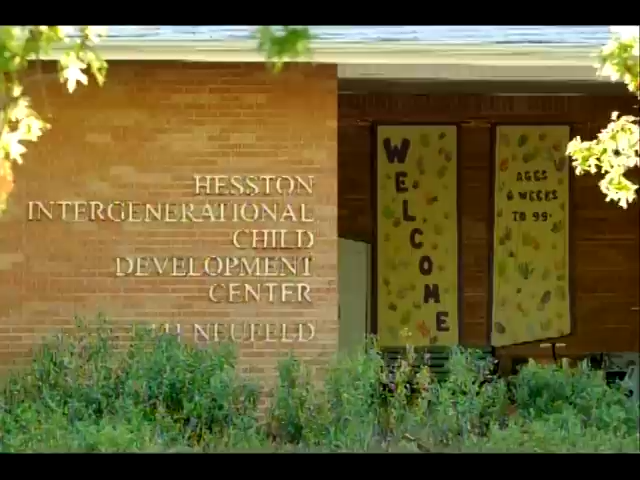 HESSTON
INTERGENERATIONAL
CHILD
DEVELOPMENT
CENTER
NEUFELD
WELCOME
AGES
6 WEEKS
TO 99+